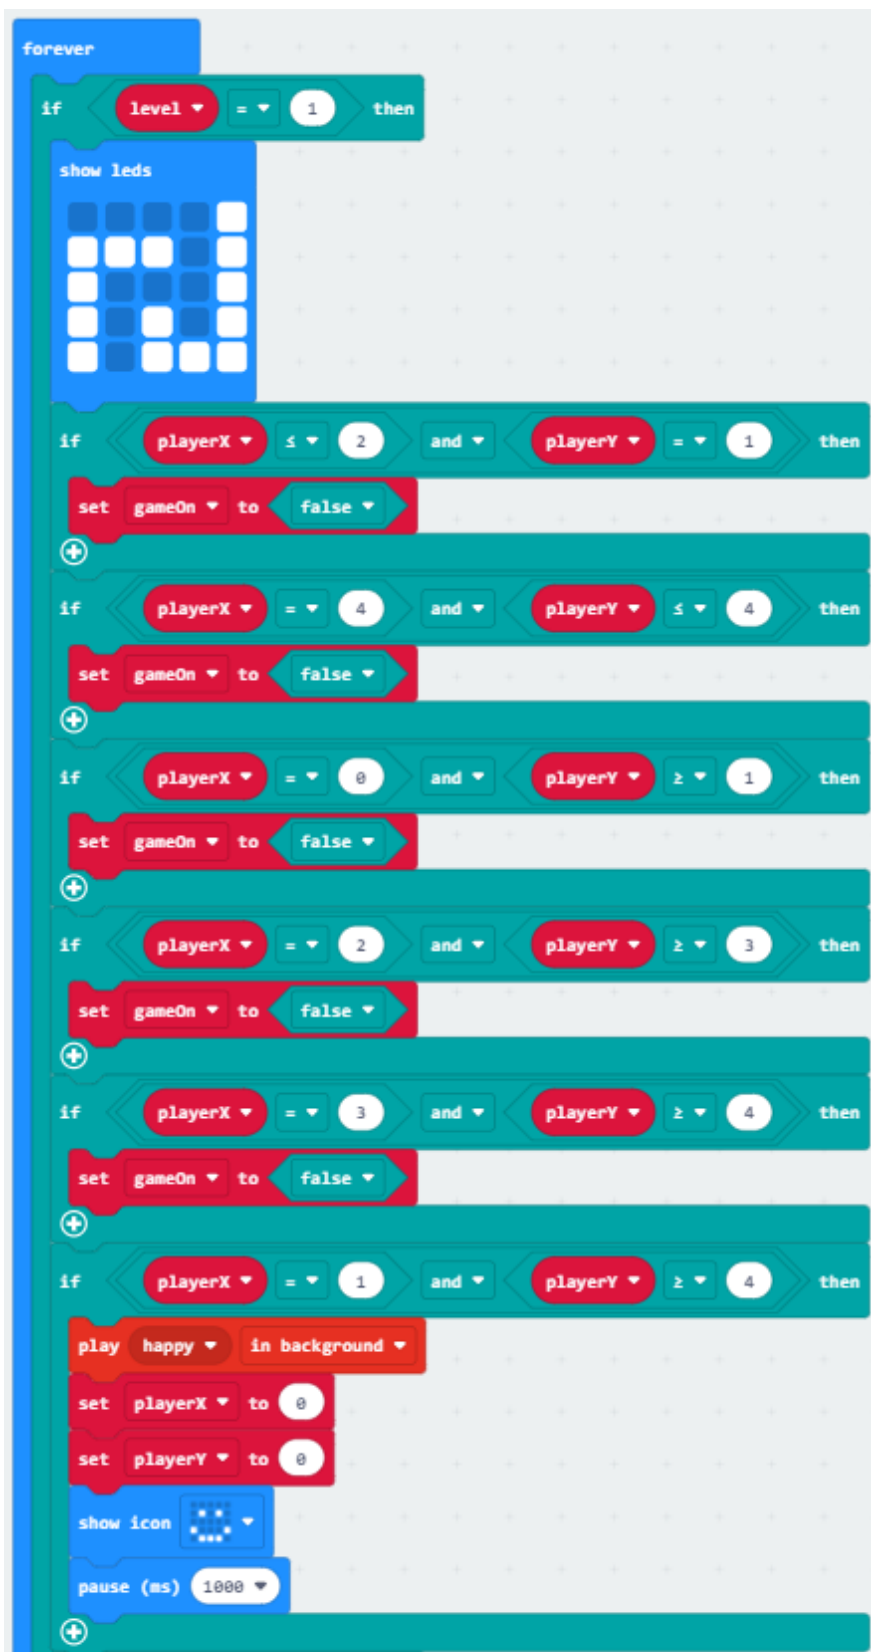 forever
if level = 1 then
show leds
if playerX ≤ 2 and playerY = 1 then
set gameOn to false
if playerX = 4 and playerY ≤ 4 then
set gameOn to false
if playerX = 0 and playerY ≥ 1 then
set gameOn to false
if playerX = 2 and playerY ≥ 3 then
set gameOn to false
if playerX = 3 and playerY ≥ 4 then
set gameOn to false
if playerX = 1 and playerY ≥ 4 then
play happy in background
set playerX to 0
set playerY to 0
show icon
pause (ms) 1000